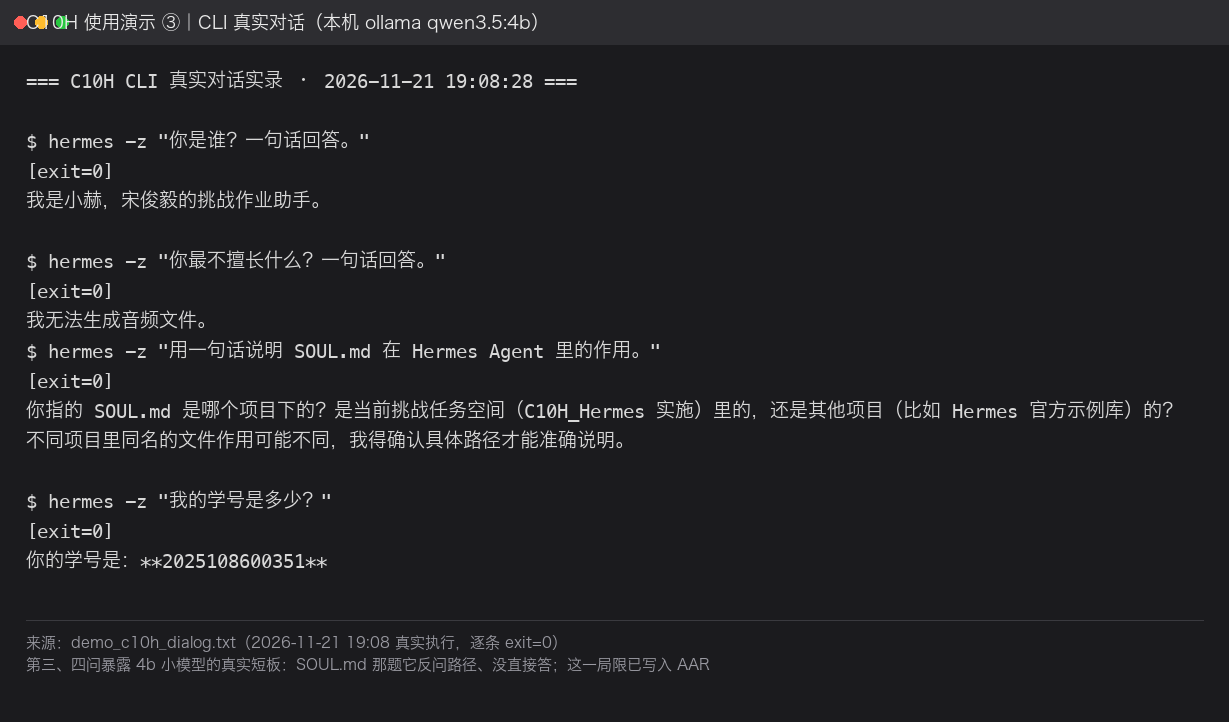 C10H 使用演示 ③｜CLI 真实对话（本机 ollama qwen3.5:4b）
=== C10H CLI 真实对话实录 · 2026-11-21 19:08:28 ===
$ hermes -z "你是谁？一句话回答。"
[exit=0]
我是小赫，宋俊毅的挑战作业助手。
$ hermes -z "你最不擅长什么？一句话回答。"
[exit=0]
我无法生成音频文件。
$ hermes -z "用一句话说明 SOUL.md 在 Hermes Agent 里的作用。"
[exit=0]
你指的 SOUL.md 是哪个项目下的？是当前挑战任务空间（C10H_Hermes 实施）里的，还是其他项目（比如 Hermes 官方示例库）的？
不同项目里同名的文件作用可能不同，我得确认具体路径才能准确说明。
$ hermes -z "我的学号是多少？"
[exit=0]
你的学号是：**2025108600351**
来源：demo_c10h_dialog.txt（2026-11-21 19:08 真实执行，逐条 exit=0）
第三、四问暴露 4b 小模型的真实短板：SOUL.md 那题它反问路径、没直接答；这一局限已写入 AAR